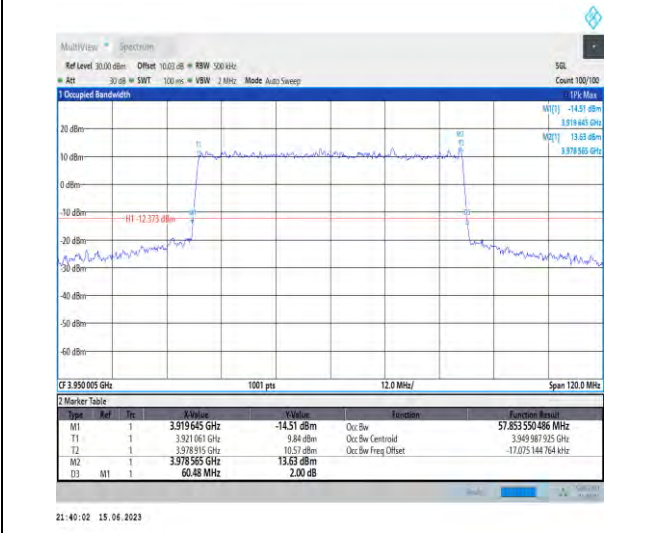 MultiView Spectrum
Ref Level 30.00 dBm Offset 10.03 dB RBW 500 kHz SGL
Att 30 dB SWT 100 ms VBW 2 MHz Mode Auto Sweep Count 100/100
1 Occupied Bandwidth 1Pk Max
M1[1] -14.51 dBm
3.919 645 GHz
M2[1] 13.63 dBm
3.978 565 GHz
20 dBm
M2
T1
T2
10 dBm
0 dBm
-10 dBm
H1 -12.373 dBm
-20 dBm
-30 dBm
-40 dBm
-50 dBm
-60 dBm
CF 3.950 005 GHz 1001 pts 12.0 MHz/ Span 120.0 MHz
2 Marker Table
Type Ref Trc X-Value Y-Value Function Function Result
M1 1 3.919 645 GHz -14.51 dBm Occ Bw 57.853 550 486 MHz
T1 1 3.921 061 GHz 9.84 dBm Occ Bw Centroid 3.949 987 925 GHz
T2 1 3.978 915 GHz 10.57 dBm Occ Bw Freq Offset -17.075 144 764 kHz
M2 1 3.978 565 GHz 13.63 dBm
D3 M1 1 60.48 MHz 2.00 dB
21:40:02 15.06.2023